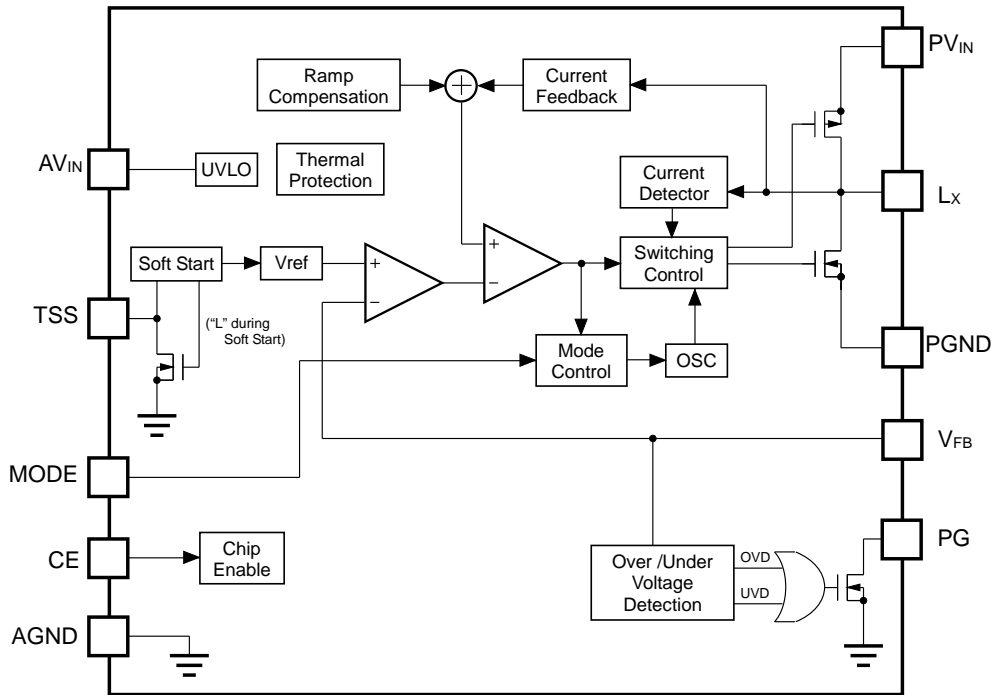 PVIN
Ramp
Compensation
Current
Feedback
AVIN
UVLO
Thermal
Protection
Current
Detector
LX
Soft Start
Vref
+
−
+
−
Switching
Control
TSS
("L" during
Soft Start)
Mode
Control
OSC
PGND
VFB
MODE
CE
Chip
Enable
Over /Under
Voltage
Detection
OVD
UVD
PG
AGND